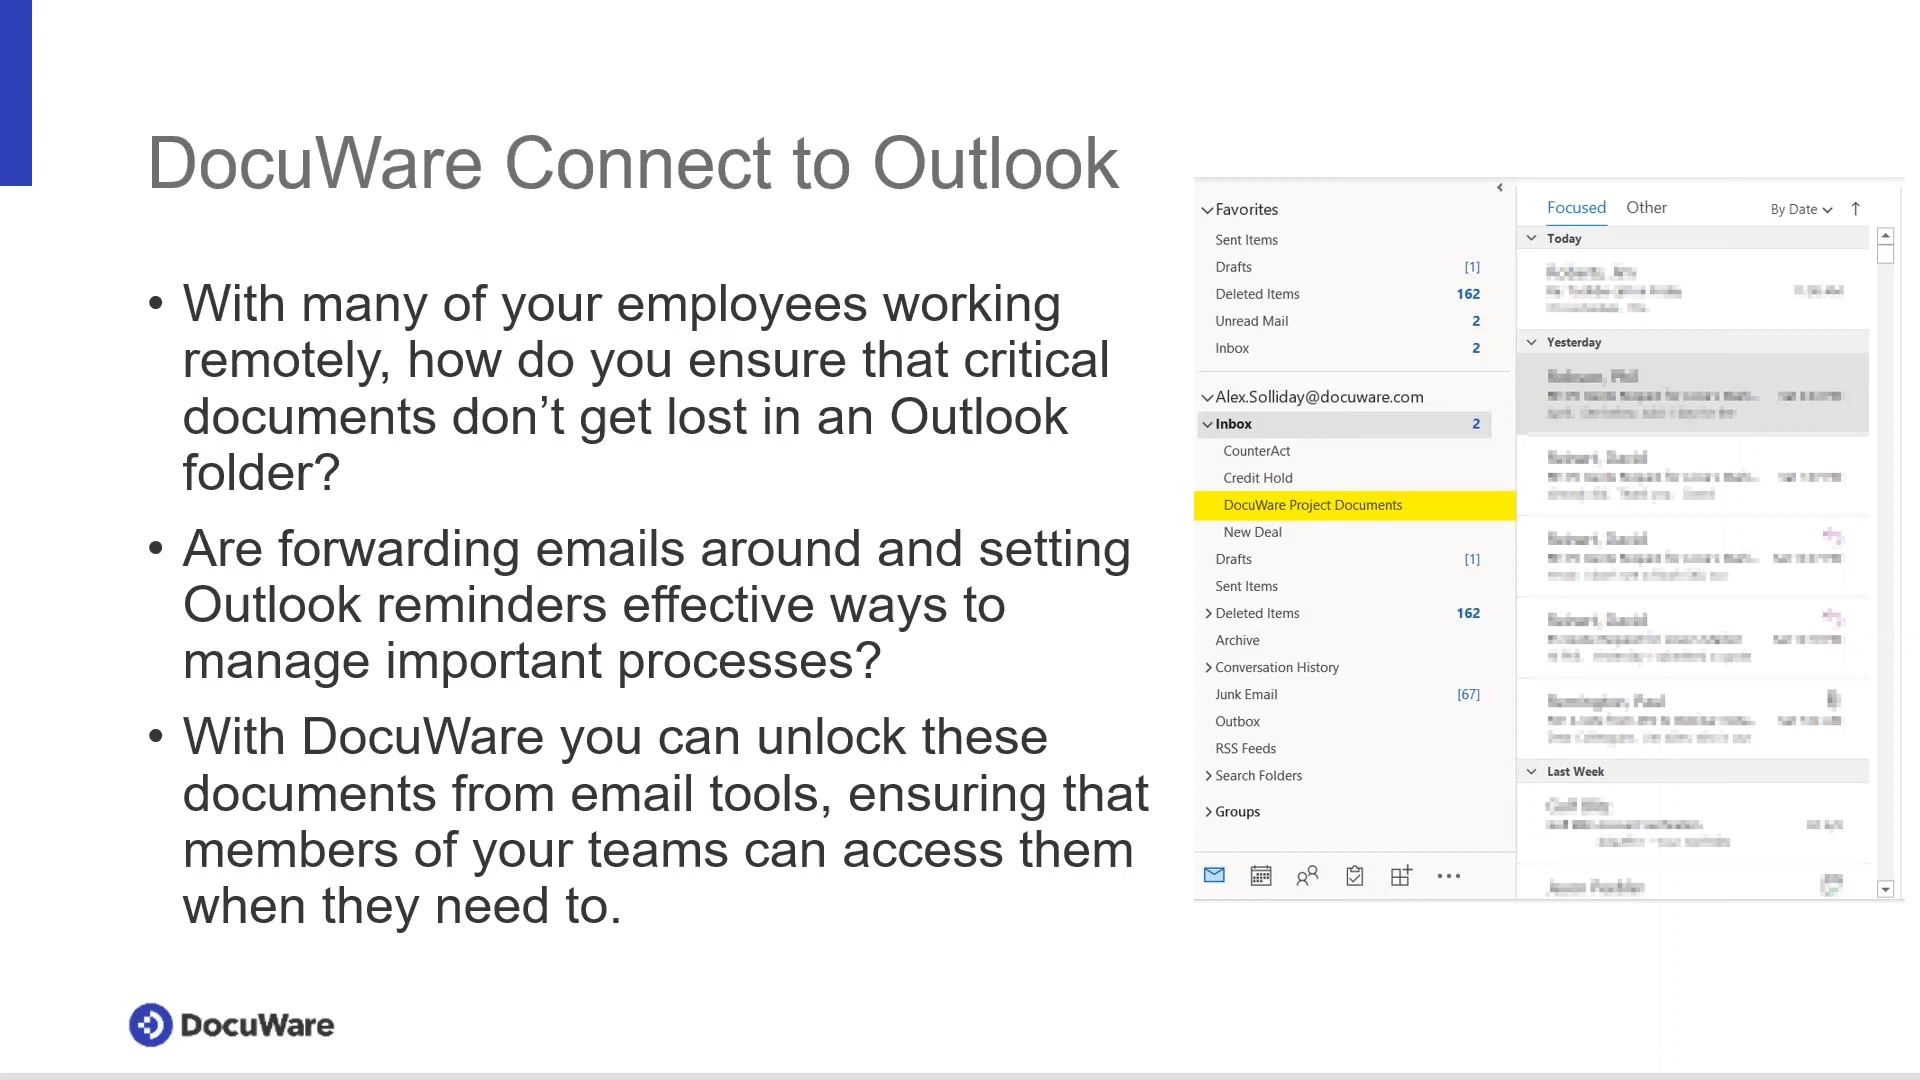 DocuWare Connect to Outlook
• With many of your employees working
remotely, how do you ensure that critical
documents don’t get lost in an Outlook
folder?
• Are forwarding emails around and setting
Outlook reminders effective ways to
manage important processes?
• With DocuWare you can unlock these
documents from email tools, ensuring that
members of your teams can access them
when they need to.
DocuWare
Favorites
Sent Items
Drafts [1]
Deleted Items 162
Unread Mail 2
Inbox 2
Alex.Solliday@docuware.com
Inbox 2
CounterAct
Credit Hold
DocuWare Project Documents
New Deal
Drafts [1]
Sent Items
Deleted Items 162
Archive
Conversation History
Junk Email [67]
Outbox
RSS Feeds
Search Folders
Groups
Focused Other By Date
Today
Yesterday
Last Week